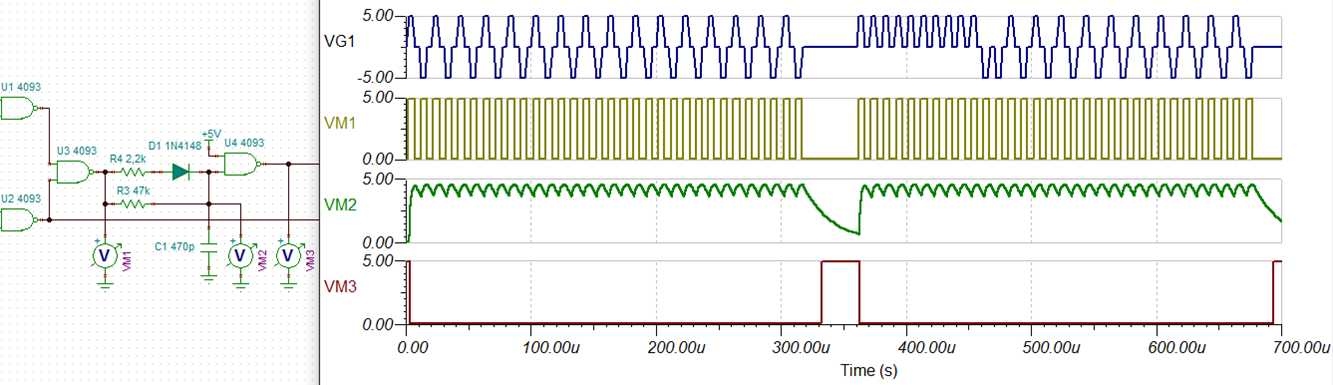 U1 4093
U2 4093
U3 4093
R4 2,2k
R3 47k
D1 1N4148
+5V
U4 4093
C1 470p
+
V
VM1
+
V
VM2
+
V
VM3
VG1
5.00
-5.00
VM1
5.00
0.00
VM2
5.00
0.00
VM3
5.00
0.00
0.00 100.00u 200.00u 300.00u 400.00u 500.00u 600.00u 700.00u
Time (s)